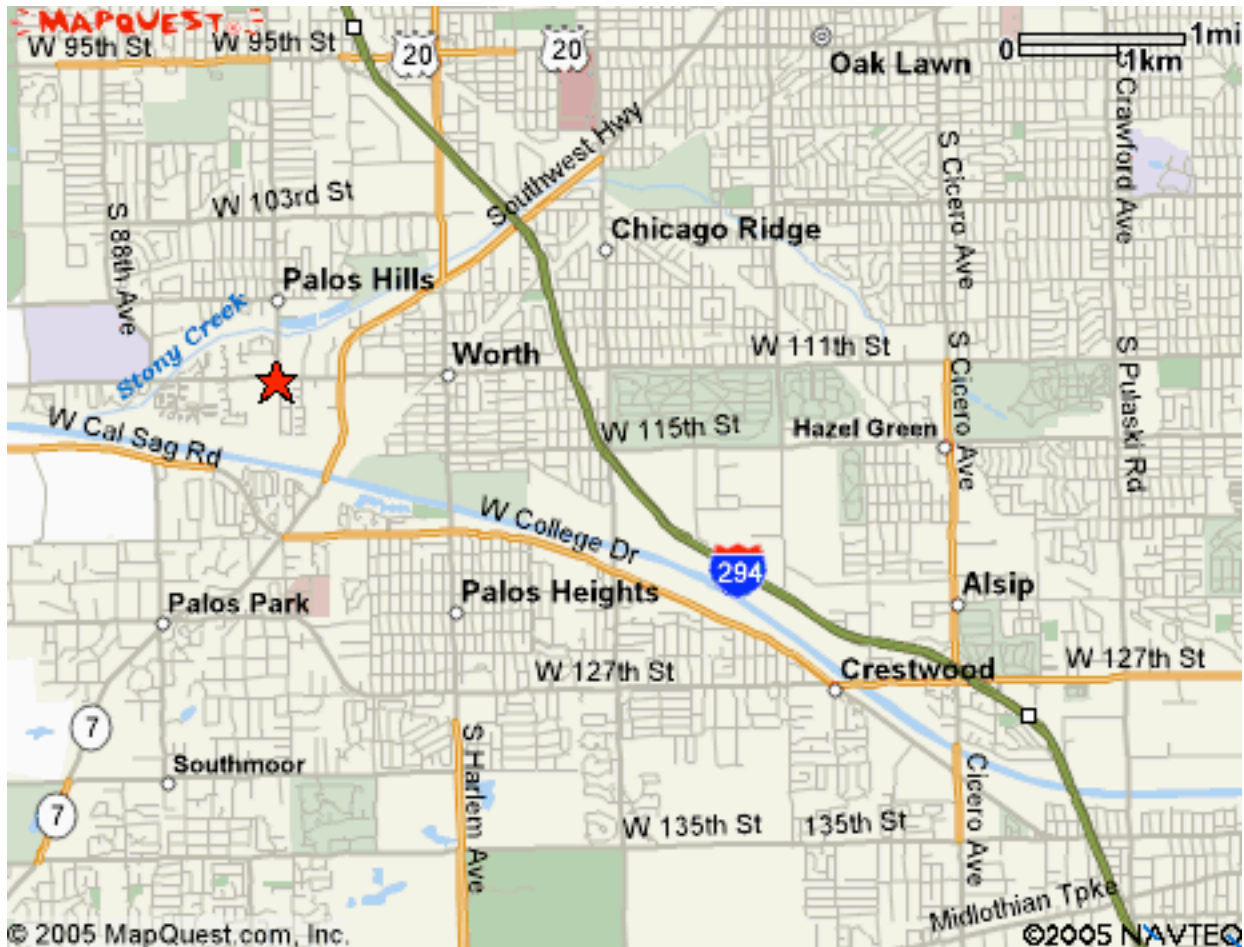 MAPQUEST
W 95th St
W 95th St
20
20
Oak Lawn
0
1mi
1km
S Crawford Ave
Southwest Hwy
S Cicero Ave
W 103rd St
S 88th Ave
Chicago Ridge
Palos Hills
Stony Creek
Worth
W 111th St
S Cicero Ave
S Pulaski Rd
W Cal Sag Rd
W 115th St
Hazel Green
W College Dr
294
Palos Park
Palos Heights
Alsip
W 127th St
Crestwood
W 127th St
7
Southmoor
S Harlem Ave
Cicero Ave
7
W 135th St
135th St
Midlothian Tpke
© 2005 MapQuest.com, Inc.
©2005 NAVTEQ